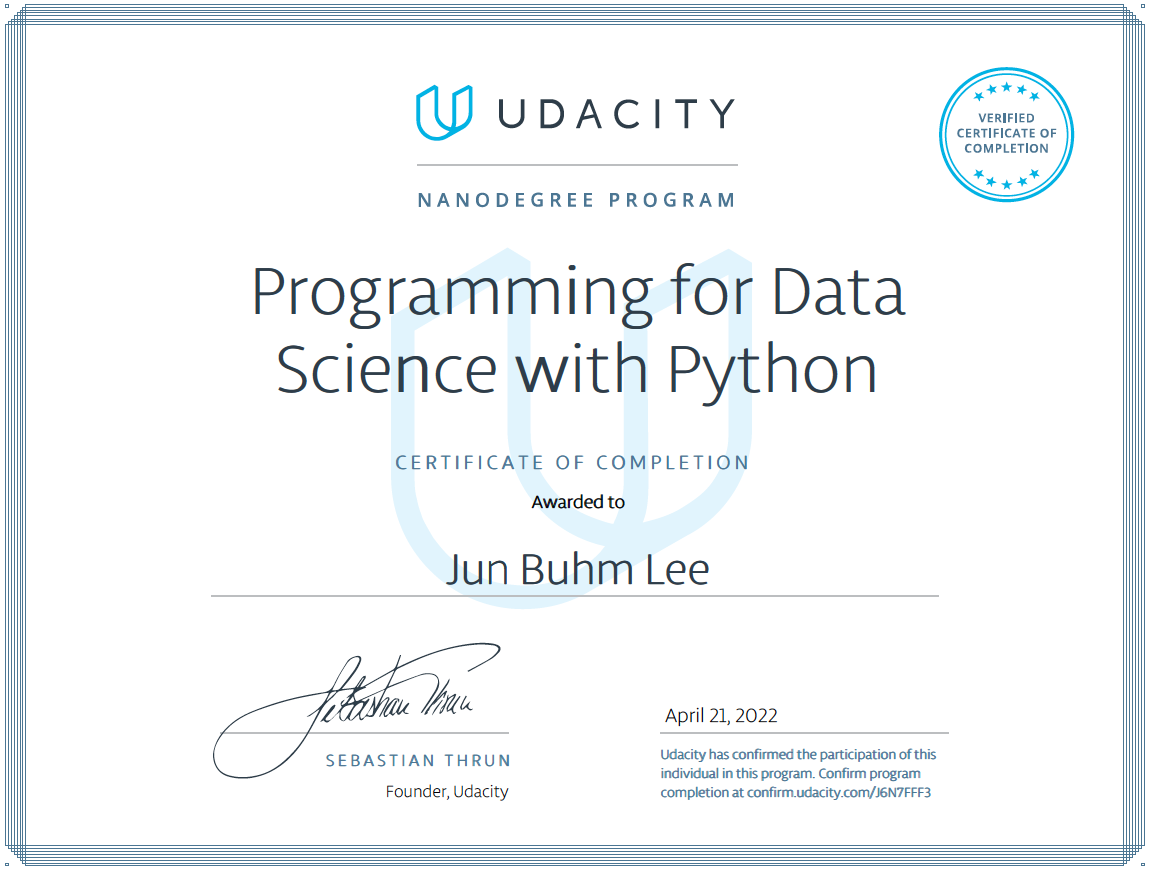 UDACITY
VERIFIED
CERTIFICATE OF
COMPLETION
NANODEGREE PROGRAM
Programming for Data
Science with Python
CERTIFICATE OF COMPLETION
Awarded to
Jun Buhm Lee
Sebastian Thrun
SEBASTIAN THRUN
Founder, Udacity
April 21, 2022
Udacity has confirmed the participation of this
individual in this program. Confirm program
completion at confirm.udacity.com/J6N7FFF3